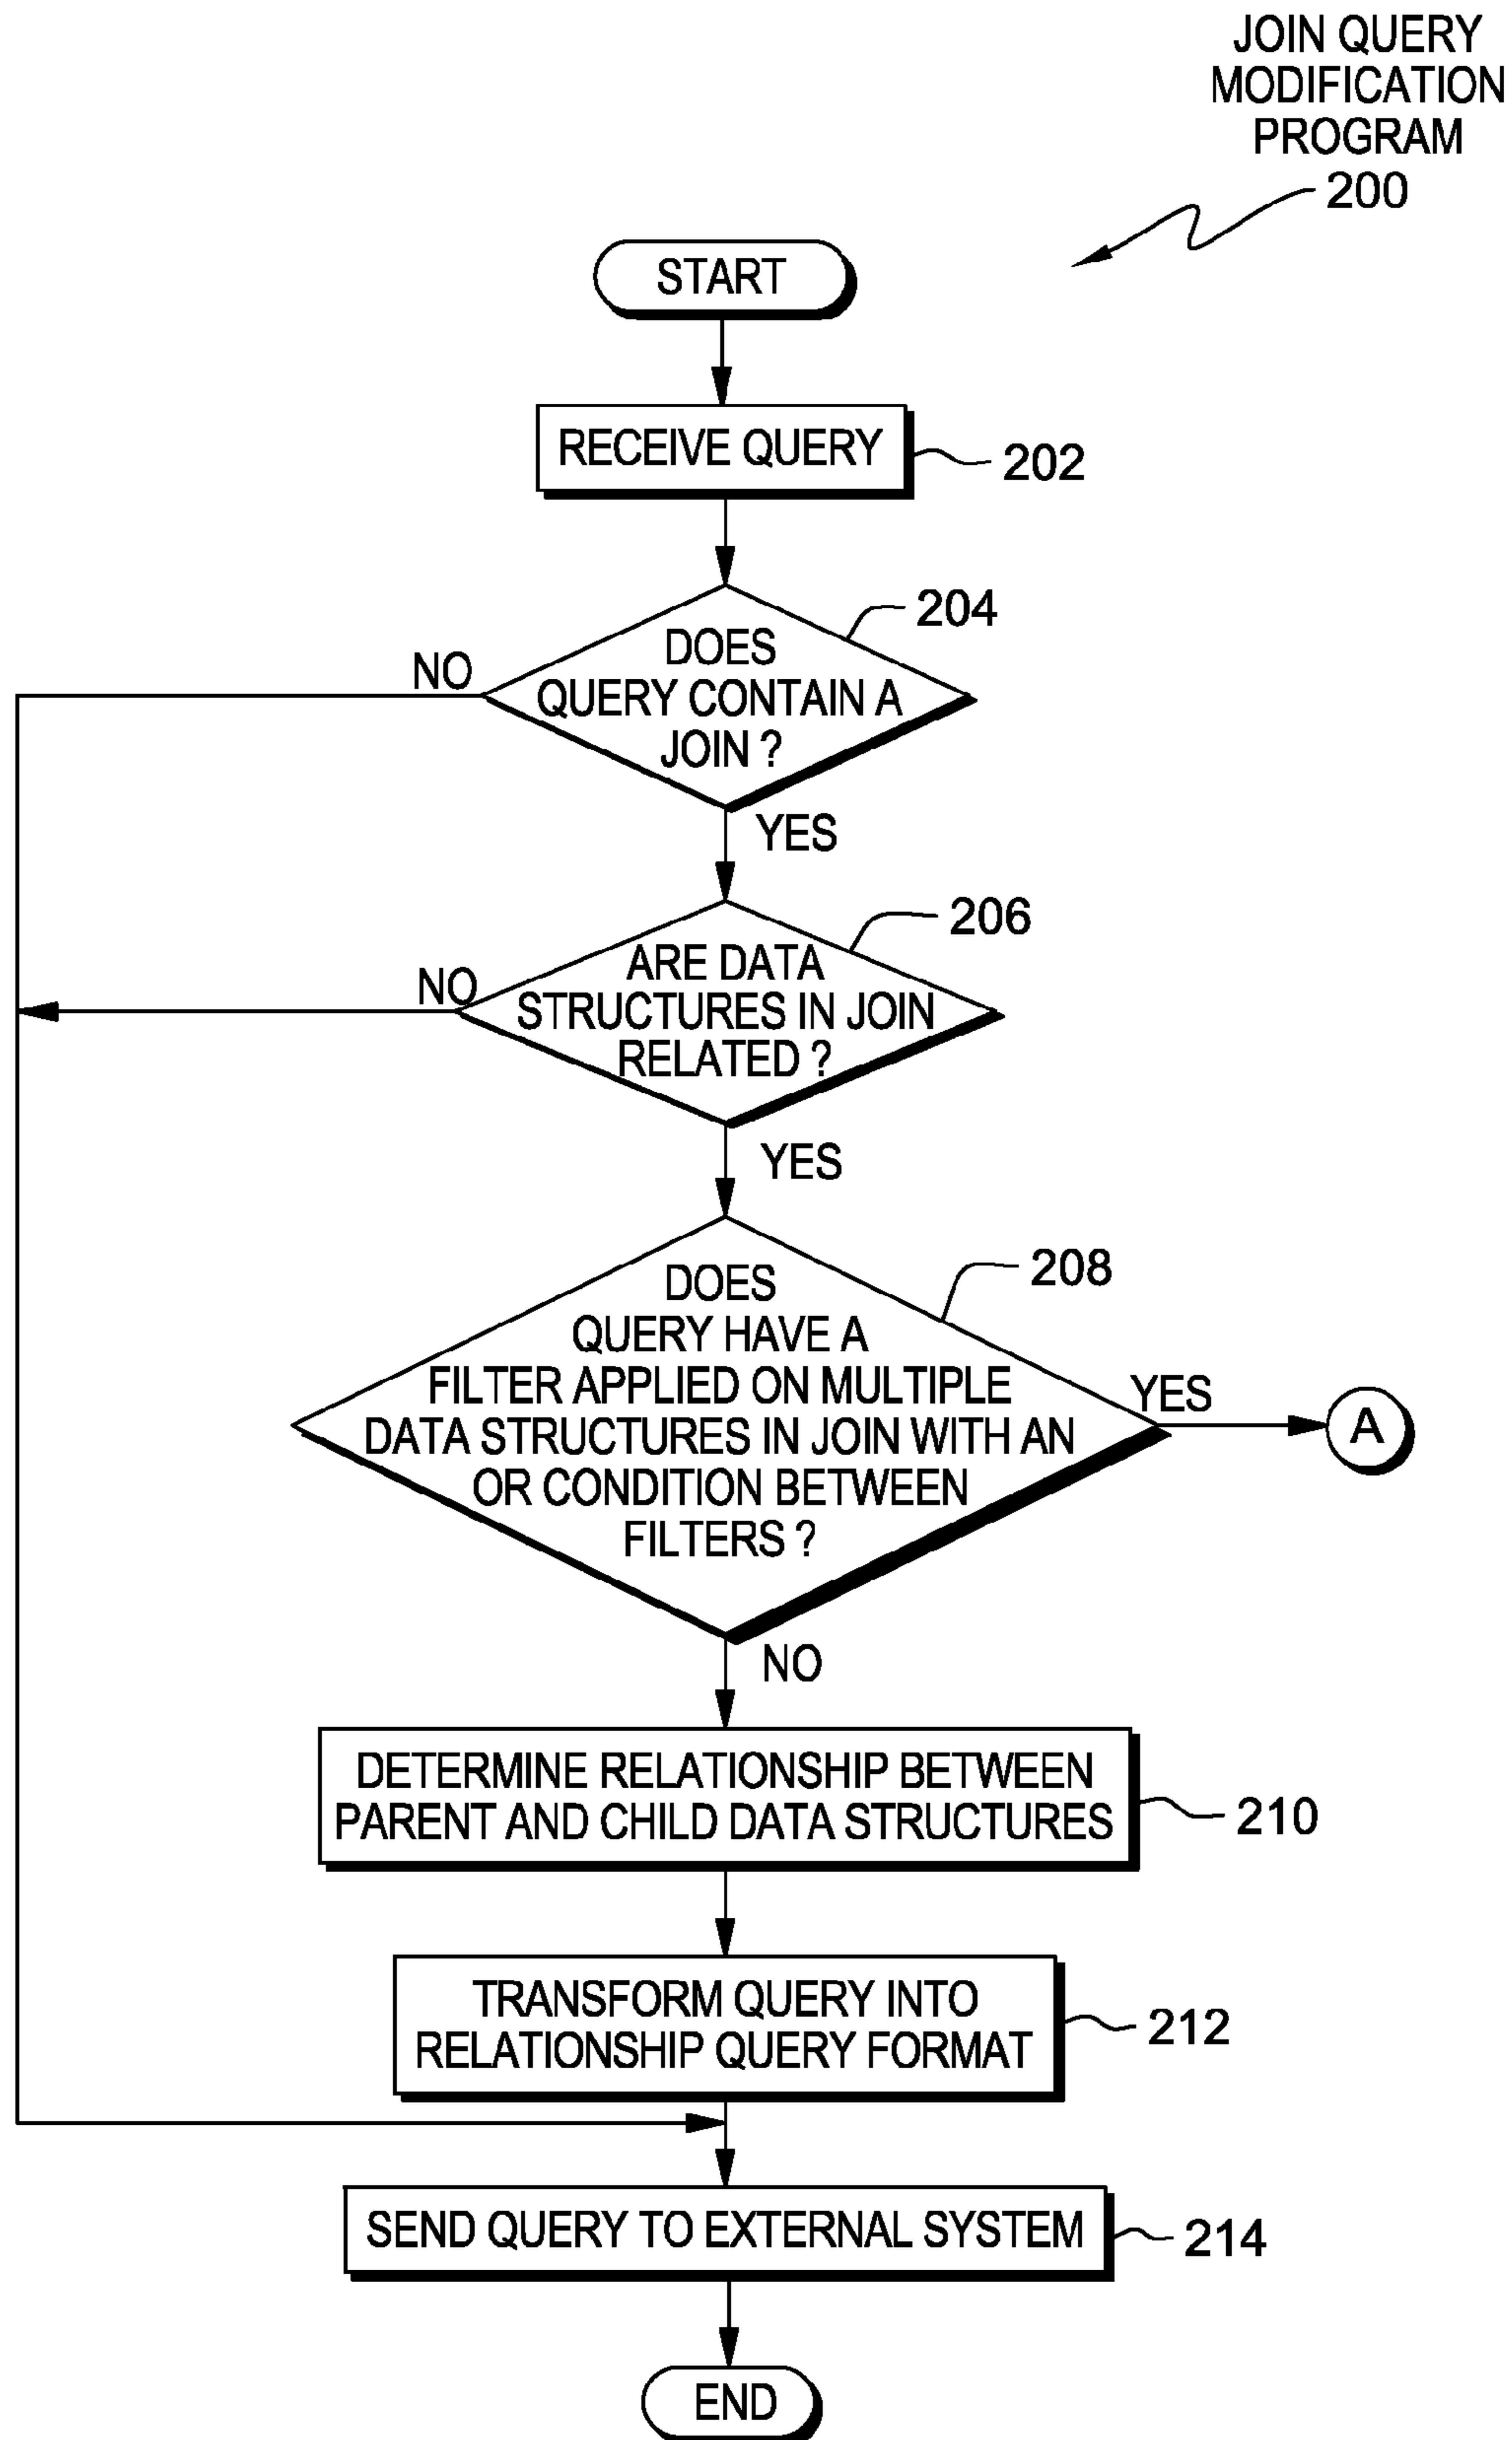 JOIN QUERY
MODIFICATION
PROGRAM
200
START
RECEIVE QUERY
202
204
DOES
QUERY CONTAIN A
JOIN ?
NO
YES
206
ARE DATA
STRUCTURES IN JOIN
RELATED ?
NO
YES
208
DOES
QUERY HAVE A
FILTER APPLIED ON MULTIPLE
DATA STRUCTURES IN JOIN WITH AN
OR CONDITION BETWEEN
FILTERS ?
YES
A
NO
DETERMINE RELATIONSHIP BETWEEN
PARENT AND CHILD DATA STRUCTURES
210
TRANSFORM QUERY INTO
RELATIONSHIP QUERY FORMAT
212
SEND QUERY TO EXTERNAL SYSTEM
214
END